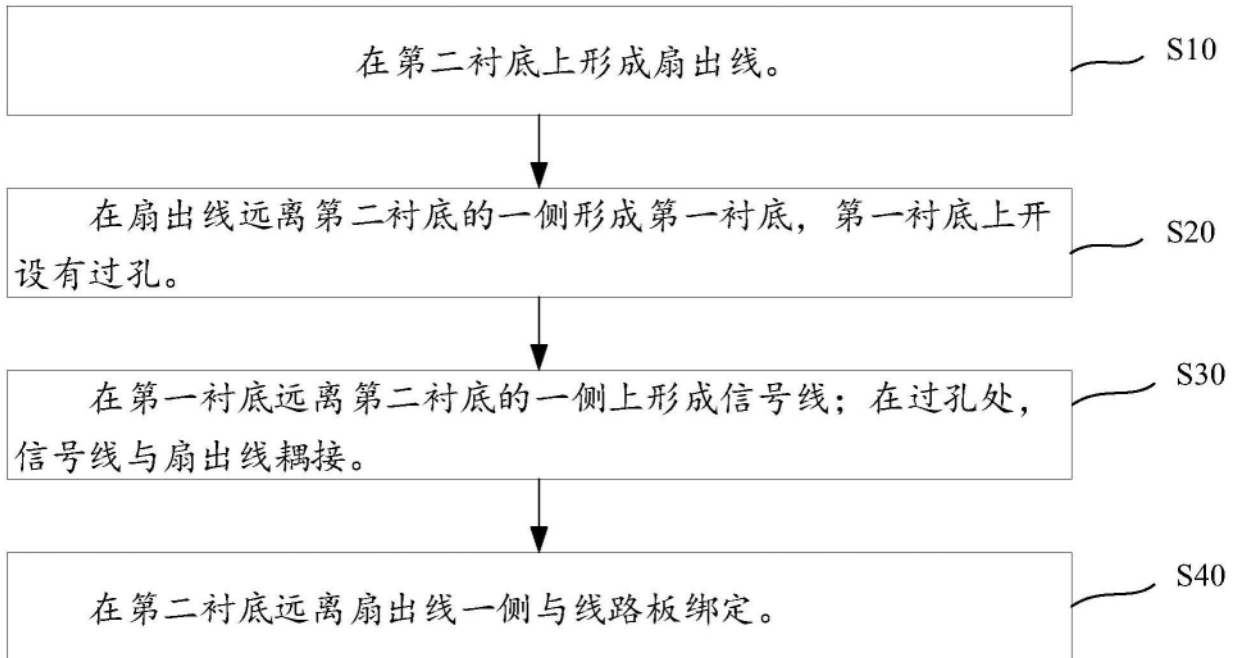 在第二衬底上形成扇出线。
S10
在扇出线远离第二衬底的一侧形成第一衬底，第一衬底上开
设有过孔。
S20
在第一衬底远离第二衬底的一侧上形成信号线；在过孔处，
信号线与扇出线耦接。
S30
在第二衬底远离扇出线一侧与线路板绑定。
S40